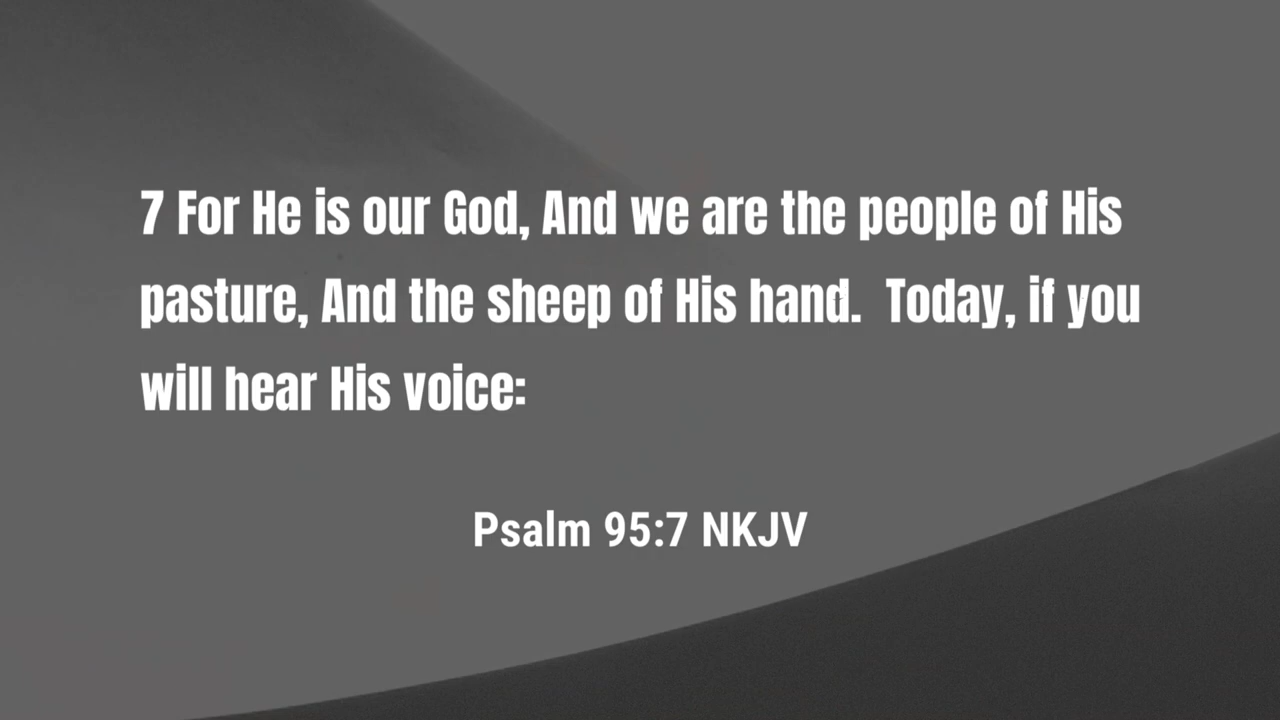 7 For He is our God, And we are the people of His
pasture, And the sheep of His hand.  Today, if you
will hear His voice:
Psalm 95:7 NKJV